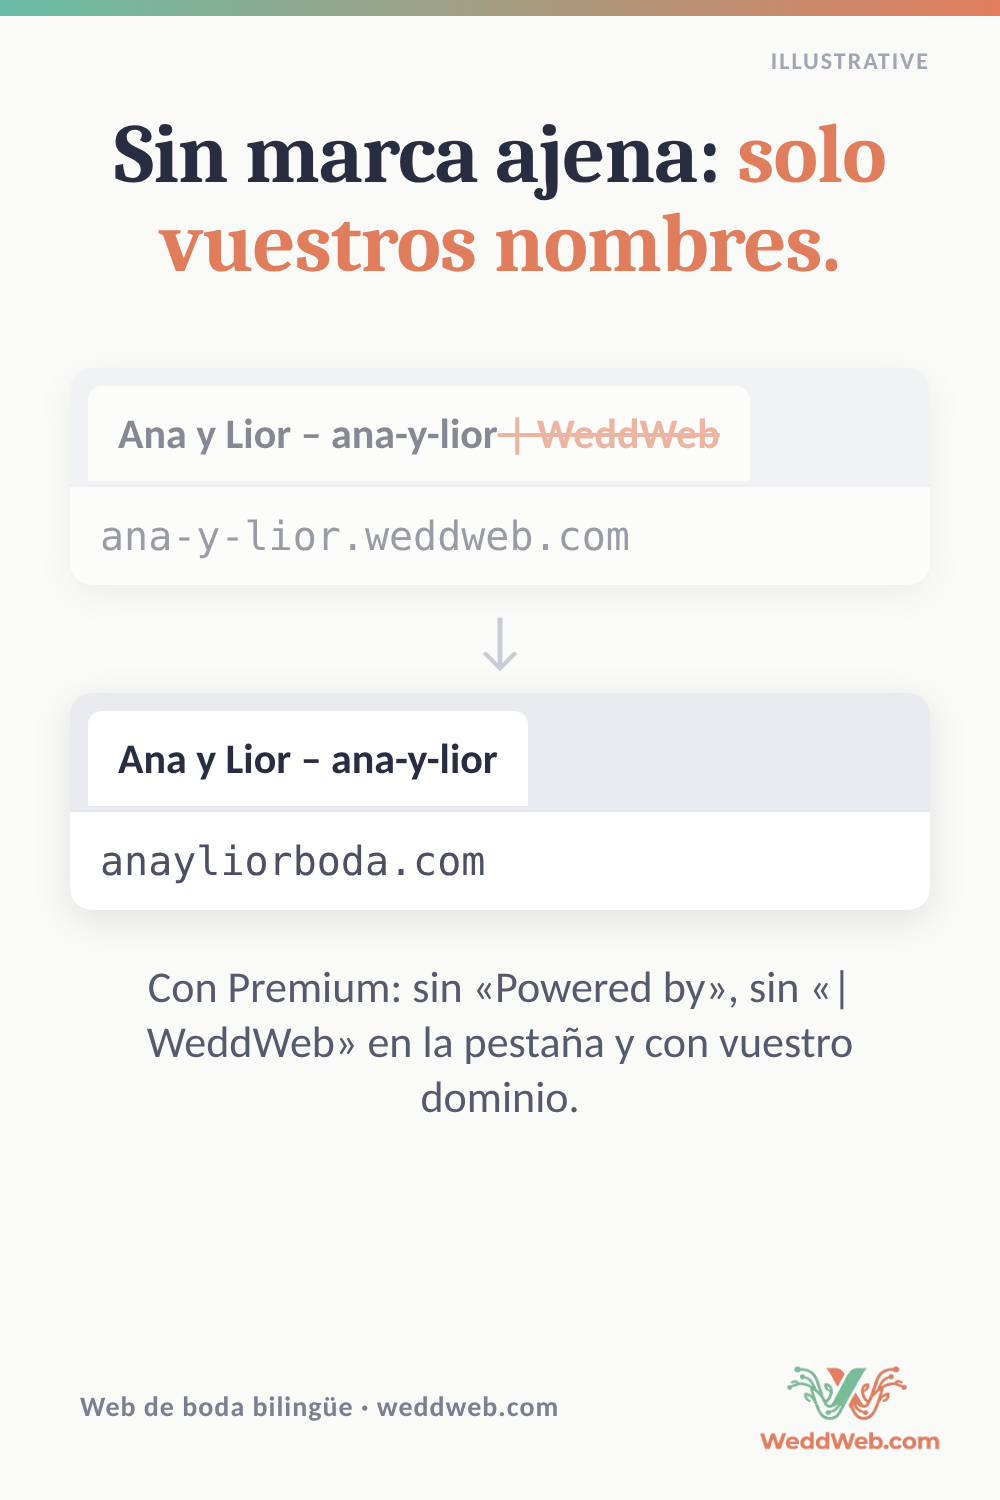 ILLUSTRATIVE
Sin marca ajena: solo
vuestros nombres.
Ana y Lior – ana-y-lior | WeddWeb
ana-y-lior.weddweb.com
↓
Ana y Lior – ana-y-lior
anayliorboda.com
Con Premium: sin «Powered by», sin «|
WeddWeb» en la pestaña y con vuestro
dominio.
Web de boda bilingüe · weddweb.com
WeddWeb.com